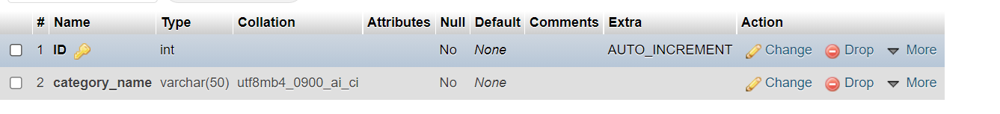 # Name Type Collation Attributes Null Default Comments Extra Action
1 ID int No None AUTO_INCREMENT Change Drop More
2 category_name varchar(50) utf8mb4_0900_ai_ci No None Change Drop More